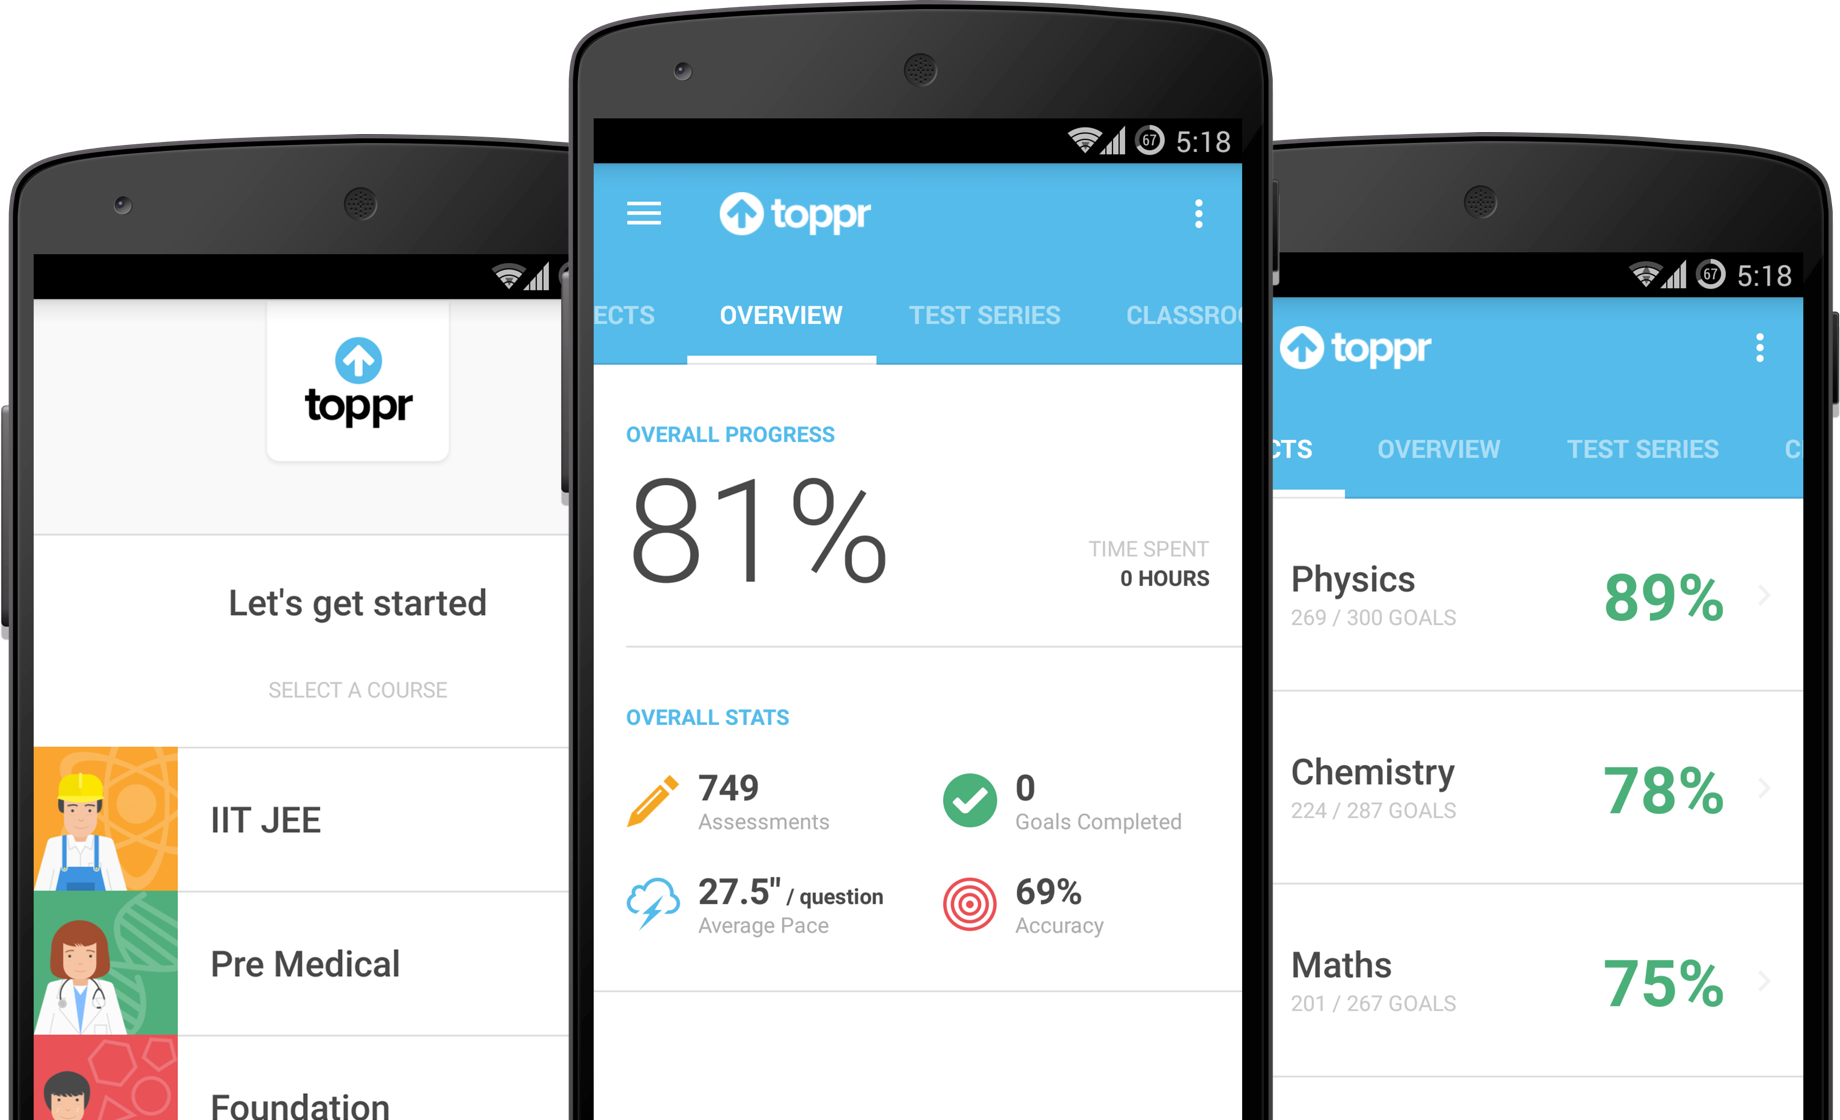 toppr
Let's get started
SELECT A COURSE
IIT JEE
Pre Medical
Foundation
67 5:18
toppr
ECTS OVERVIEW TEST SERIES CLASSROO
OVERALL PROGRESS
81%
TIME SPENT
0 HOURS
OVERALL STATS
749
Assessments
0
Goals Completed
27.5" / question
Average Pace
69%
Accuracy
67 5:18
toppr
CTS OVERVIEW TEST SERIES C
Physics
269 / 300 GOALS
89%
Chemistry
224 / 287 GOALS
78%
Maths
201 / 267 GOALS
75%